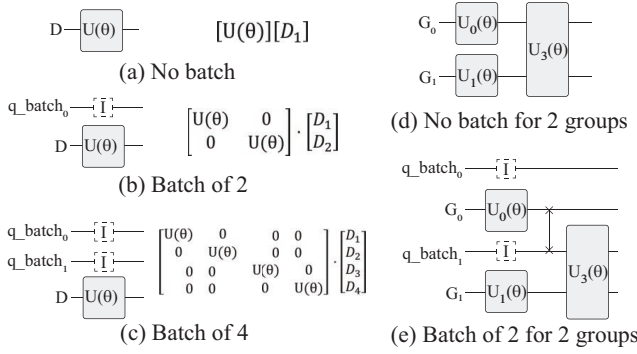 D U(θ) [U(θ)][D₁]
(a) No batch
q_batch₀ I
D U(θ) [U(θ) 0 0 U(θ)] · [D₁ D₂]
(b) Batch of 2
q_batch₀ I
q_batch₁ I
D U(θ)
U(θ) 0 0 0 D₁
0 U(θ) 0 0 D₂
0 0 U(θ) 0 · D₃
0 0 0 U(θ) D₄
(c) Batch of 4
G₀ U₀(θ)
U₃(θ)
G₁ U₁(θ)
(d) No batch for 2 groups
q_batch₀ I
G₀ U₀(θ)
q_batch₁ I
U₃(θ)
G₁ U₁(θ)
(e) Batch of 2 for 2 groups